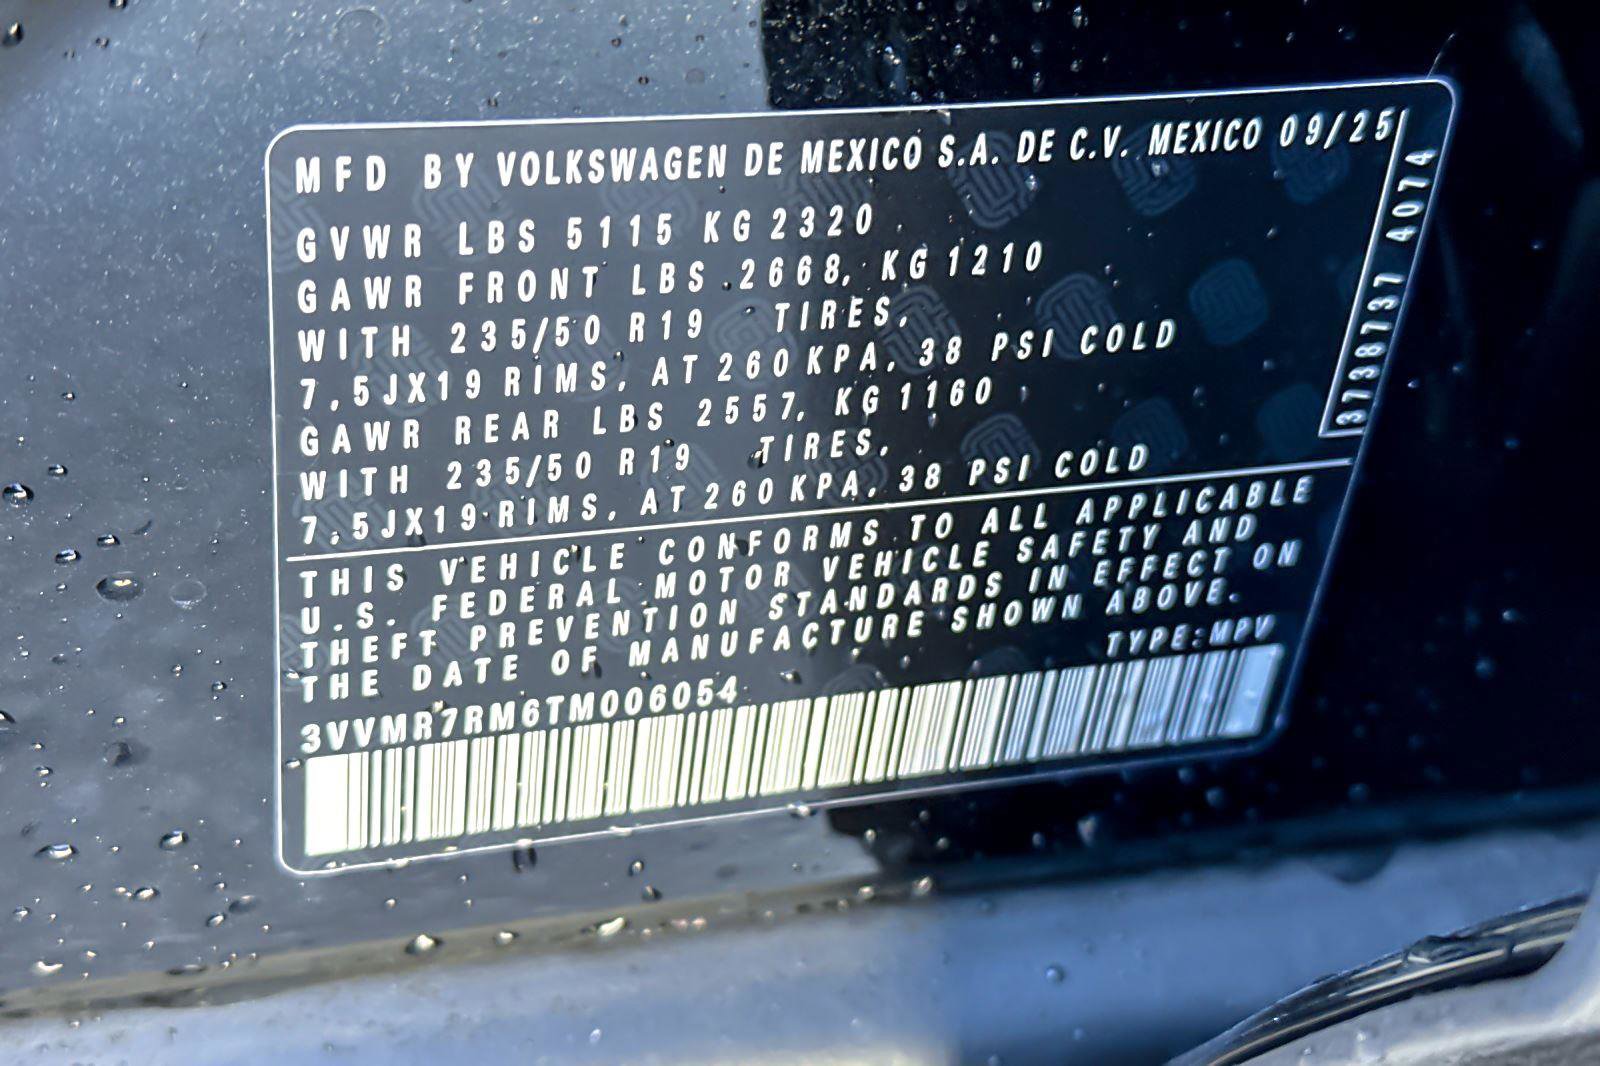 MFD BY VOLKSWAGEN DE MEXICO S.A. DE C.V. MEXICO 09/25
GVWR LBS 5115 KG 2320
GAWR FRONT LBS 2668, KG 1210
WITH 235/50 R19 TIRES,
7,5JX19 RIMS, AT 260 KPA, 38 PSI COLD
GAWR REAR LBS 2557, KG 1160
WITH 235/50 R19 TIRES,
7,5JX19 RIMS, AT 260 KPA, 38 PSI COLD
THIS VEHICLE CONFORMS TO ALL APPLICABLE
U.S. FEDERAL MOTOR VEHICLE SAFETY AND
THEFT PREVENTION STANDARDS IN EFFECT ON
THE DATE OF MANUFACTURE SHOWN ABOVE.
TYPE:MPV
3VVMR7RM6TM006054
3738737 4074